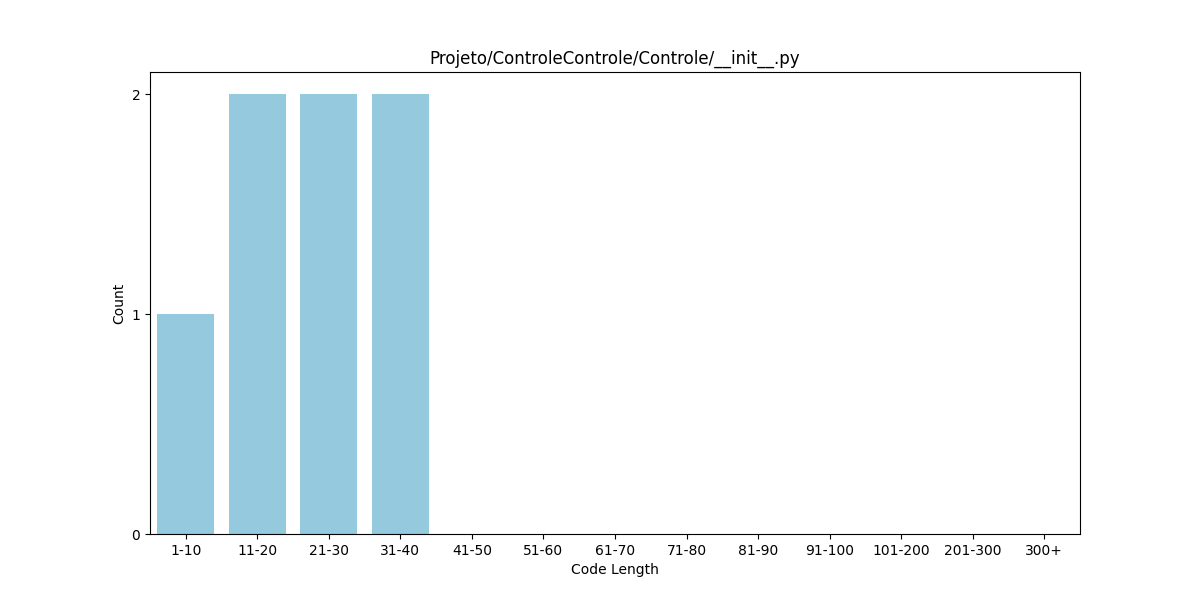 Projeto/ControleControle/Controle/__init__.py
Count
2
1
0
1-10 11-20 21-30 31-40 41-50 51-60 61-70 71-80 81-90 91-100 101-200 201-300 300+
Code Length